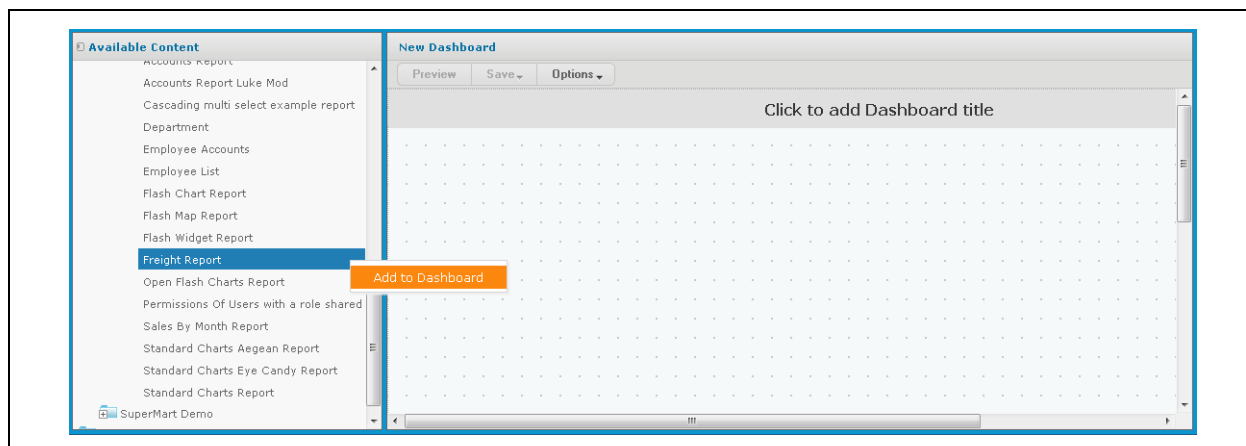 Available Content
Accounts Report
Accounts Report Luke Mod
Cascading multi select example report
Department
Employee Accounts
Employee List
Flash Chart Report
Flash Map Report
Flash Widget Report
Freight Report
Open Flash Charts Report
Permissions Of Users with a role shared
Sales By Month Report
Standard Charts Aegean Report
Standard Charts Eye Candy Report
Standard Charts Report
SuperMart Demo
Add to Dashboard
New Dashboard
Preview Save Options
Click to add Dashboard title